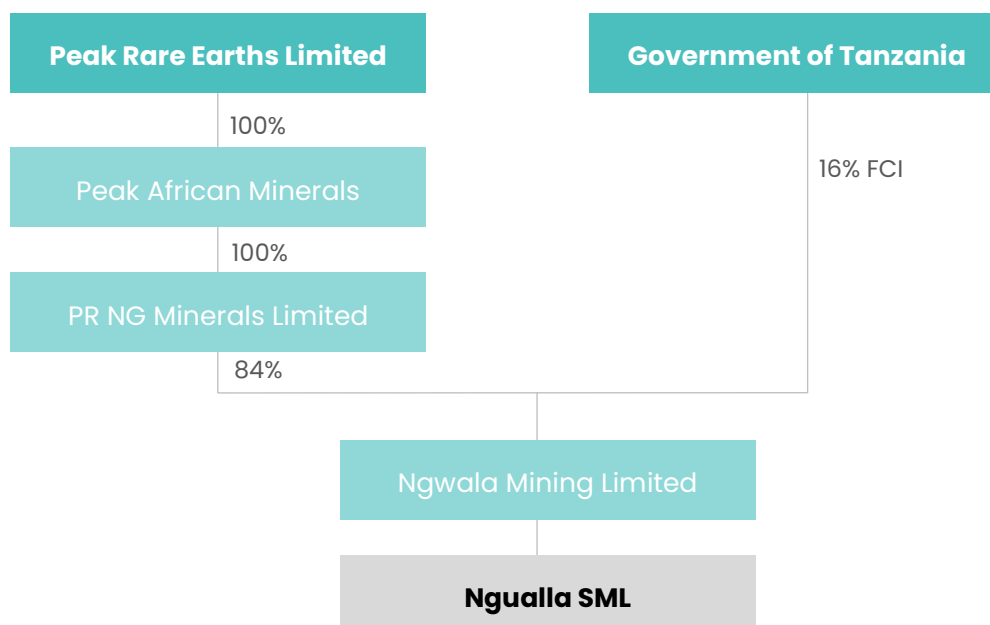 Peak Rare Earths Limited
Government of Tanzania
100%
16% FCI
Peak African Minerals
100%
PR NG Minerals Limited
84%
Ngwala Mining Limited
Ngualla SML